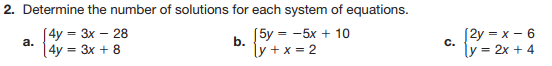 2. Determine the number of solutions for each system of equations.
a. { 4y = 3x − 28
4y = 3x + 8
b. { 5y = −5x + 10
y + x = 2
c. { 2y = x − 6
y = 2x + 4